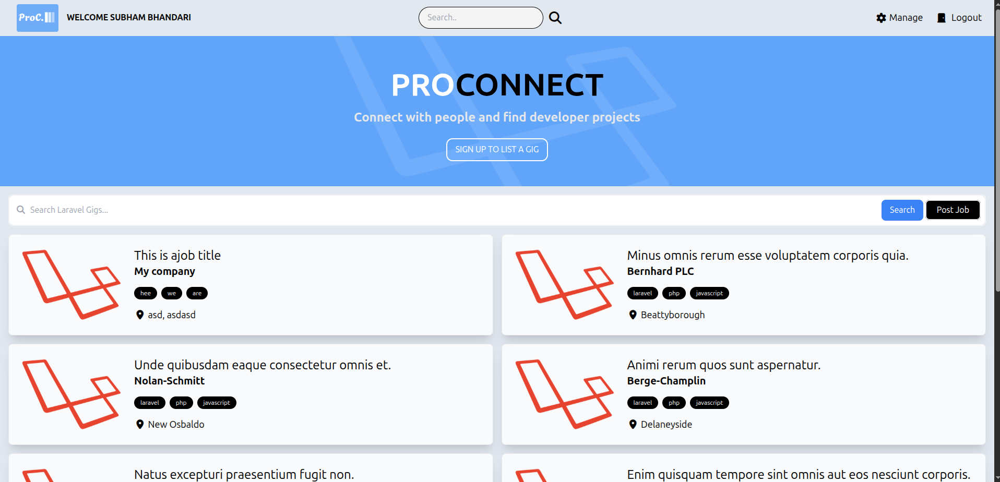 ProC.
WELCOME SUBHAM BHANDARI
Search..
Manage
Logout
PROCONNECT
Connect with people and find developer projects
SIGN UP TO LIST A GIG
Search Laravel Gigs...
Search
Post Job
This is ajob title
My company
hee we are
asd, asdasd
Minus omnis rerum esse voluptatem corporis quia.
Bernhard PLC
laravel php javascript
Beattyborough
Unde quibusdam eaque consectetur omnis et.
Nolan-Schmitt
laravel php javascript
New Osbaldo
Animi rerum quos sunt aspernatur.
Berge-Champlin
laravel php javascript
Delaneyside
Natus excepturi praesentium fugit non.
Enim quisquam tempore sint omnis aut eos nesciunt corporis.